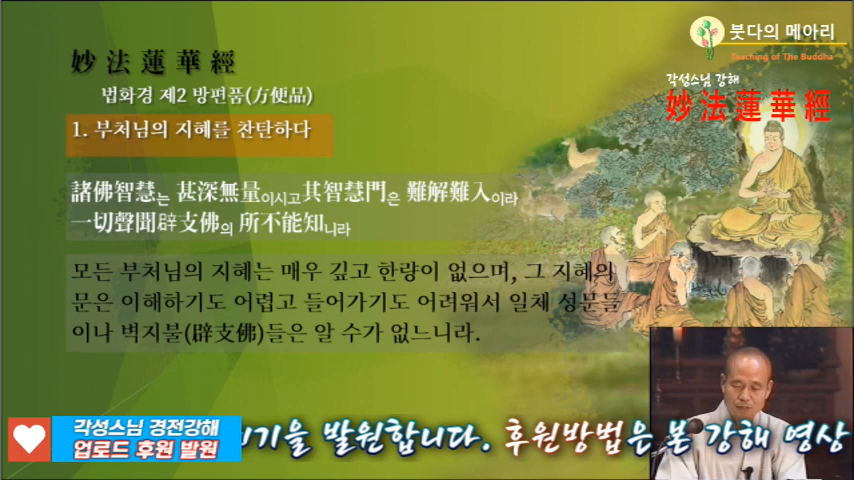 妙法蓮華經
법화경 제2 방편품(方便品)
1. 부처님의 지혜를 찬탄하다
諸佛智慧는 甚深無量이시고 其智慧門은 難解難入이라
一切聲聞辟支佛의 所不能知니라
모든 부처님의 지혜는 매우 깊고 한량이 없으며, 그 지혜의
문은 이해하기도 어렵고 들어가기도 어려워서 일체 성문들
이나 벽지불(辟支佛)들은 알 수가 없느니라.
붓다의 메아리
Teaching of The Buddha
각성스님 강해
妙法蓮華經
각성스님 경전강해
업로드 후원 발원
기을 발원합니다. 후원방법은 본 강해 영상